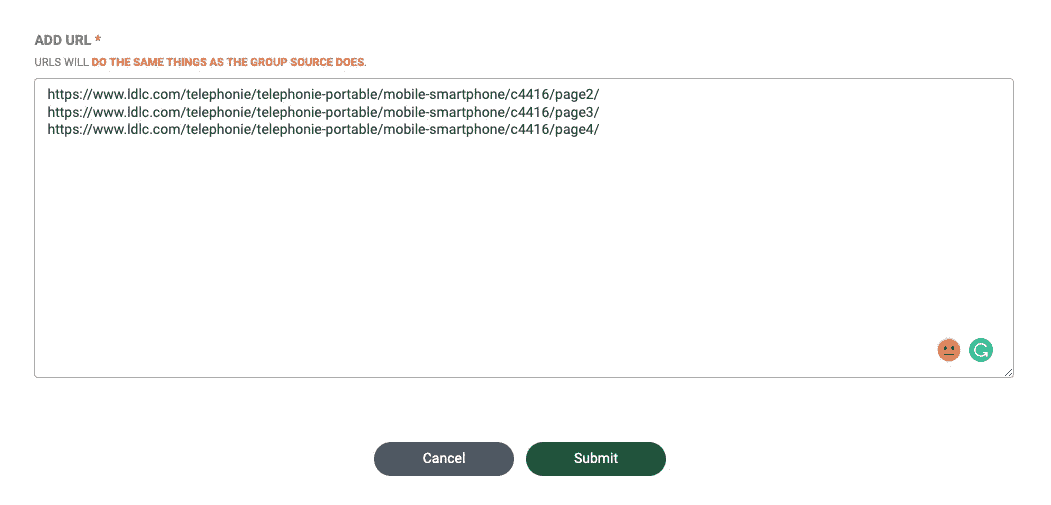 ADD URL *
URLS WILL DO THE SAME THINGS AS THE GROUP SOURCE DOES.
https://www.ldlc.com/telephonie/telephonie-portable/mobile-smartphone/c4416/page2/
https://www.ldlc.com/telephonie/telephonie-portable/mobile-smartphone/c4416/page3/
https://www.ldlc.com/telephonie/telephonie-portable/mobile-smartphone/c4416/page4/
Cancel
Submit